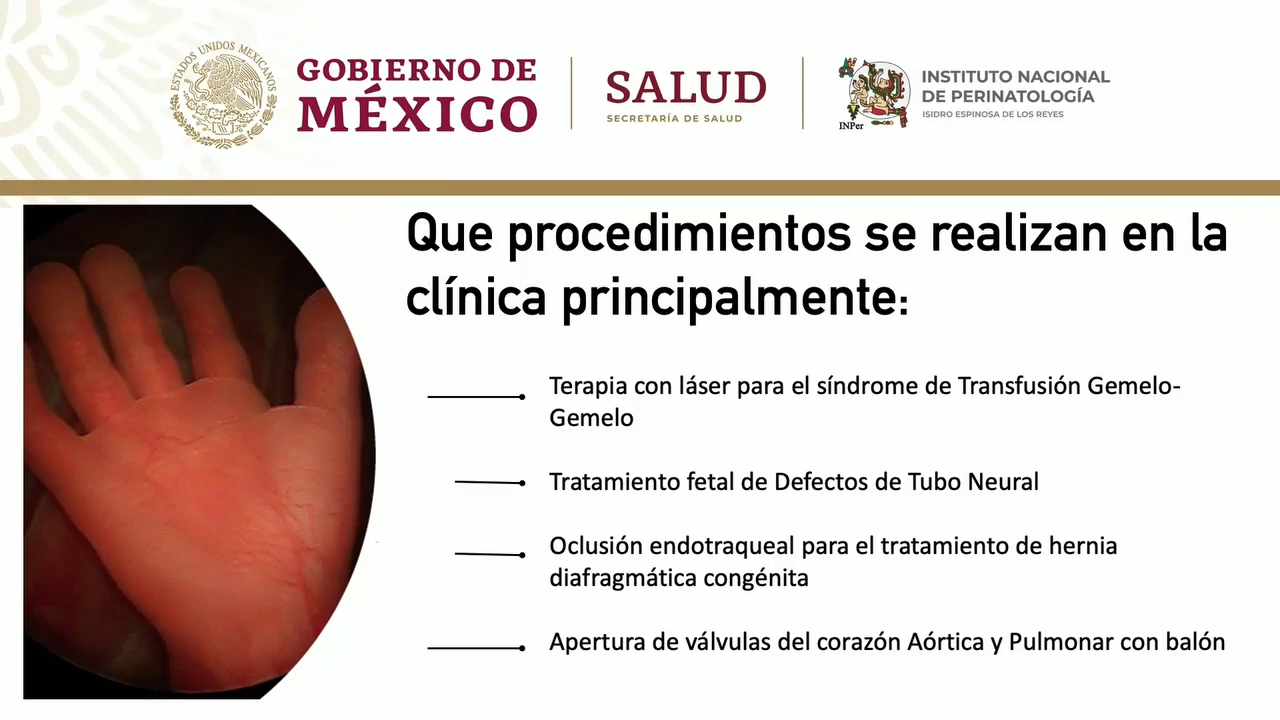 ESTADOS UNIDOS MEXICANOS
GOBIERNO DE
MÉXICO
SALUD
SECRETARÍA DE SALUD
INPer
INSTITUTO NACIONAL
DE PERINATOLOGÍA
ISIDRO ESPINOSA DE LOS REYES
Que procedimientos se realizan en la
clínica principalmente:
Terapia con láser para el síndrome de Transfusión Gemelo-
Gemelo
Tratamiento fetal de Defectos de Tubo Neural
Oclusión endotraqueal para el tratamiento de hernia
diafragmática congénita
Apertura de válvulas del corazón Aórtica y Pulmonar con balón